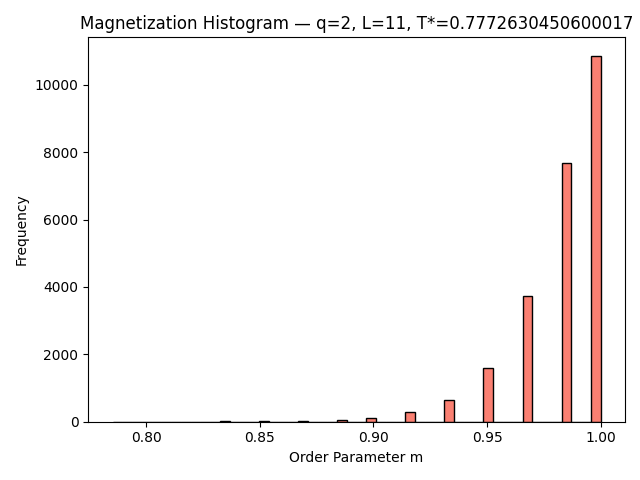 Magnetization Histogram — q=2, L=11, T*=0.7772630450600017
10000
8000
6000
4000
2000
0
Frequency
0.80 0.85 0.90 0.95 1.00
Order Parameter m